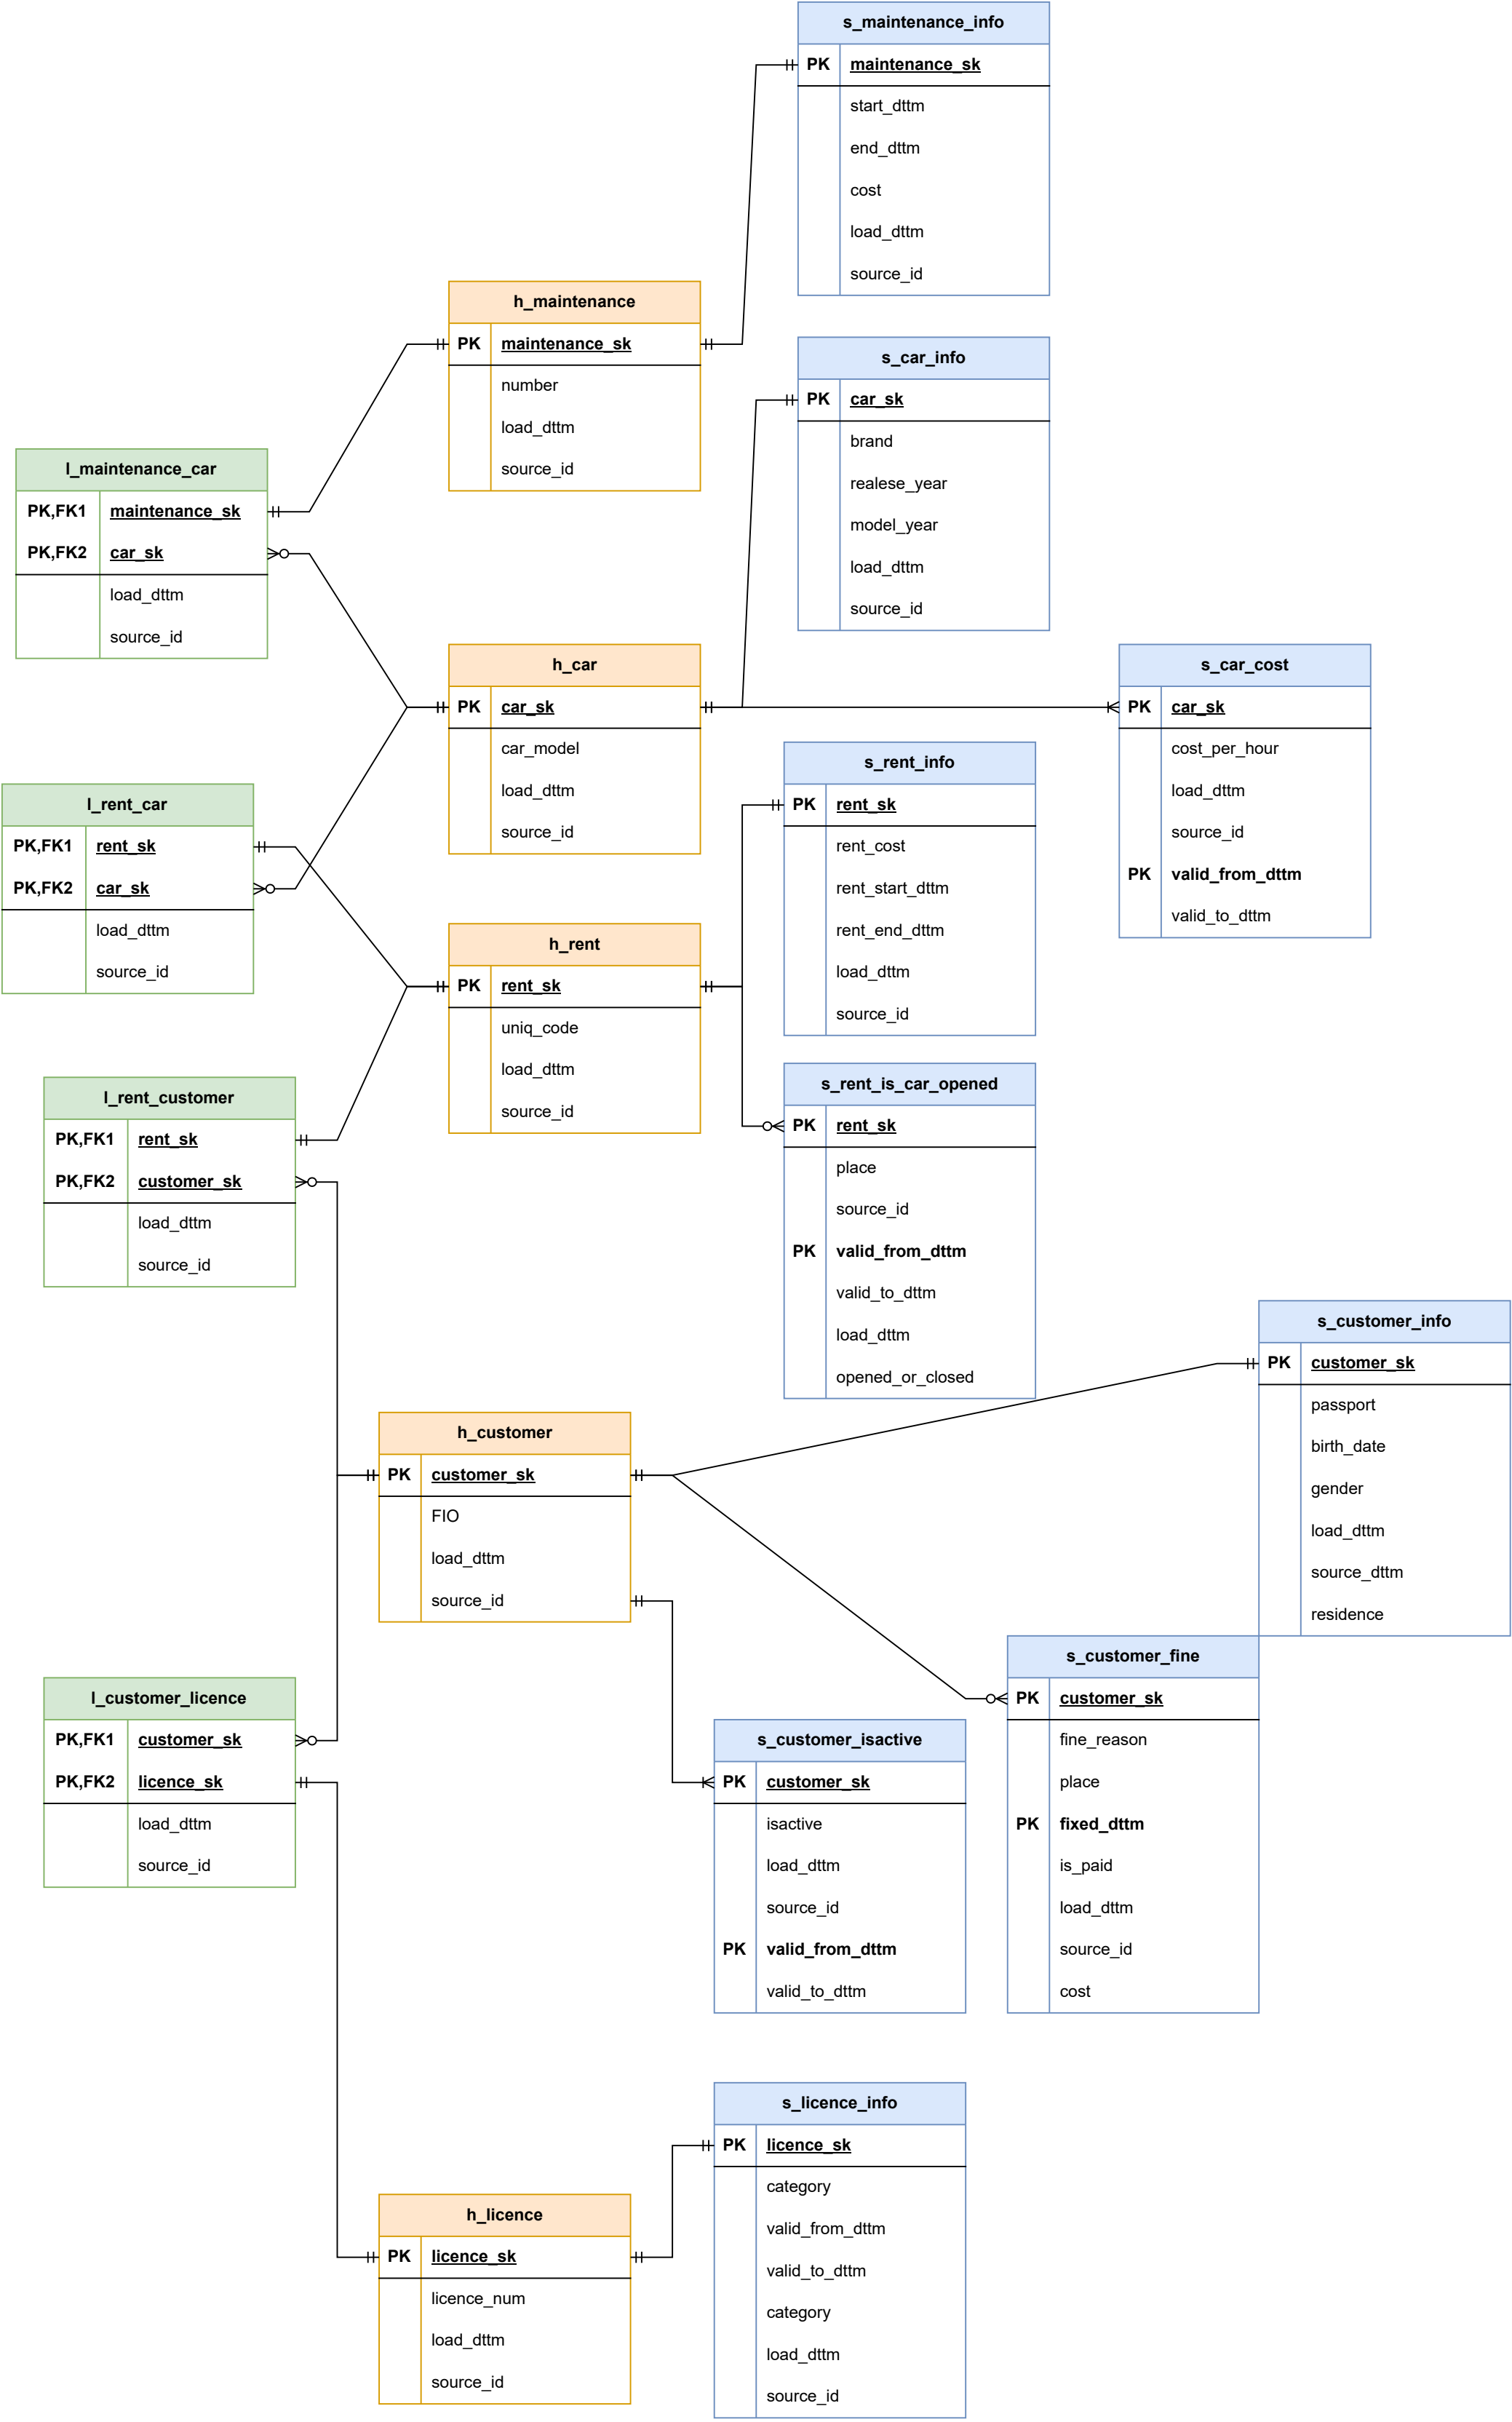 s_maintenance_info
PK maintenance_sk
start_dttm
end_dttm
cost
load_dttm
source_id
h_maintenance
PK maintenance_sk
number
load_dttm
source_id
s_car_info
PK car_sk
brand
realese_year
model_year
load_dttm
source_id
l_maintenance_car
PK,FK1 maintenance_sk
PK,FK2 car_sk
load_dttm
source_id
h_car
PK car_sk
car_model
load_dttm
source_id
s_car_cost
PK car_sk
cost_per_hour
load_dttm
source_id
PK valid_from_dttm
valid_to_dttm
l_rent_car
PK,FK1 rent_sk
PK,FK2 car_sk
load_dttm
source_id
s_rent_info
PK rent_sk
rent_cost
rent_start_dttm
rent_end_dttm
load_dttm
source_id
h_rent
PK rent_sk
uniq_code
load_dttm
source_id
l_rent_customer
PK,FK1 rent_sk
PK,FK2 customer_sk
load_dttm
source_id
s_rent_is_car_opened
PK rent_sk
place
source_id
PK valid_from_dttm
valid_to_dttm
load_dttm
opened_or_closed
s_customer_info
PK customer_sk
passport
birth_date
gender
load_dttm
source_dttm
residence
h_customer
PK customer_sk
FIO
load_dttm
source_id
s_customer_fine
PK customer_sk
fine_reason
place
PK fixed_dttm
is_paid
load_dttm
source_id
cost
l_customer_licence
PK,FK1 customer_sk
PK,FK2 licence_sk
load_dttm
source_id
s_customer_isactive
PK customer_sk
isactive
load_dttm
source_id
PK valid_from_dttm
valid_to_dttm
s_licence_info
PK licence_sk
category
valid_from_dttm
valid_to_dttm
category
load_dttm
source_id
h_licence
PK licence_sk
licence_num
load_dttm
source_id